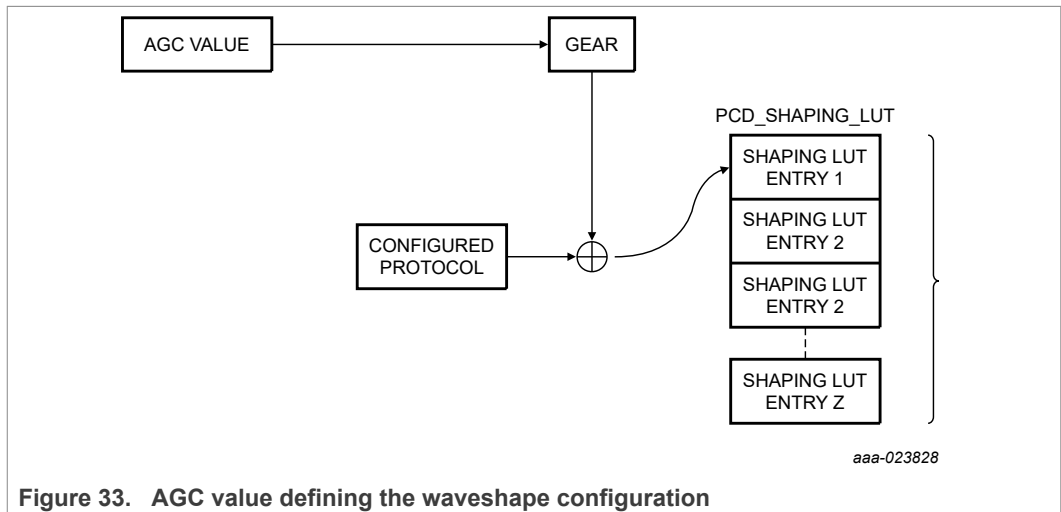 AGC VALUE
GEAR
PCD_SHAPING_LUT
SHAPING LUT
ENTRY 1
SHAPING LUT
ENTRY 2
CONFIGURED
PROTOCOL
SHAPING LUT
ENTRY 2
SHAPING LUT
ENTRY Z
aaa-023828
Figure 33. AGC value defining the waveshape configuration